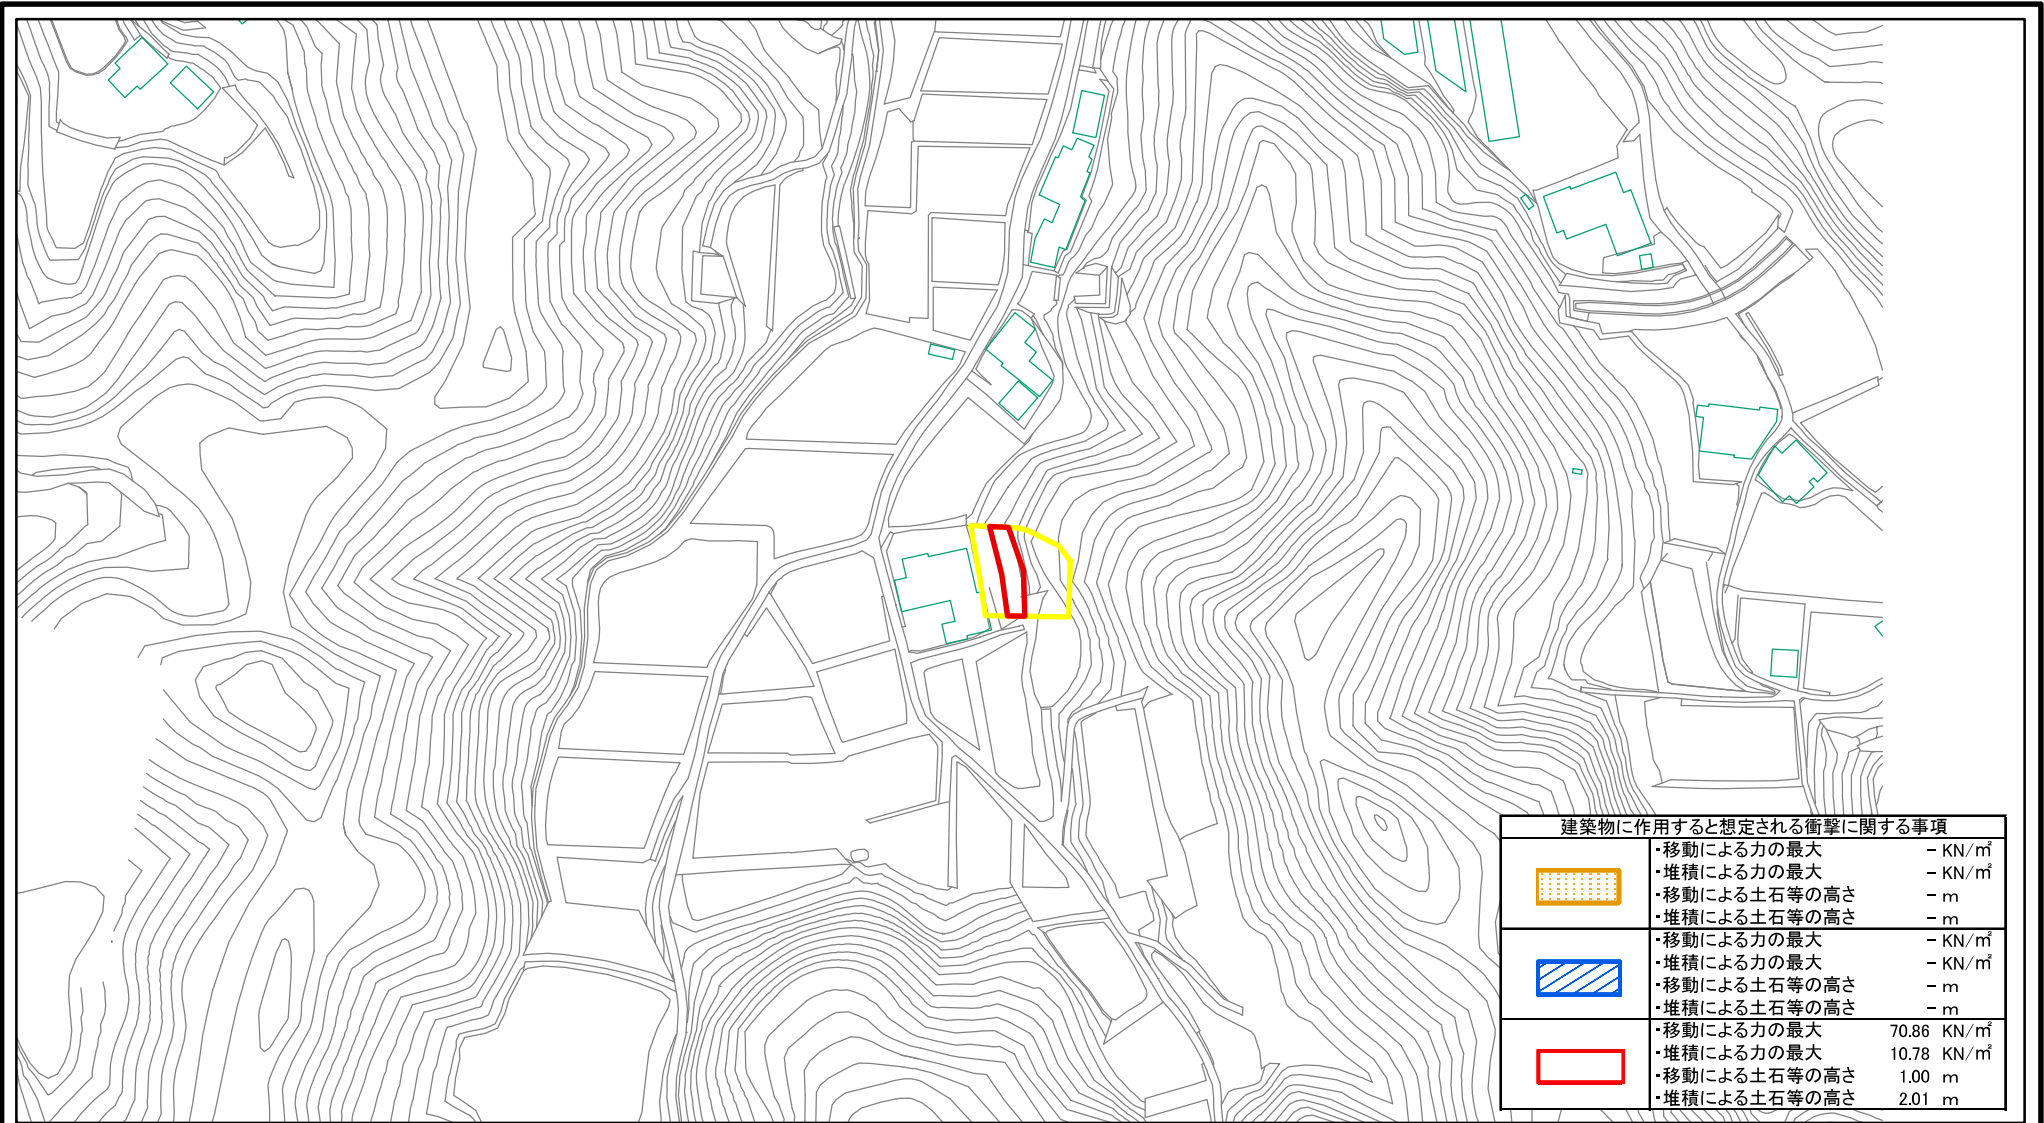 建築物に作用すると想定される衝撃に関する事項
・移動による力の最大 - KN/㎡
・堆積による力の最大 - KN/㎡
・移動による土石等の高さ - m
・堆積による土石等の高さ - m
・移動による力の最大 - KN/㎡
・堆積による力の最大 - KN/㎡
・移動による土石等の高さ - m
・堆積による土石等の高さ - m
・移動による力の最大 70.86 KN/㎡
・堆積による力の最大 10.78 KN/㎡
・移動による土石等の高さ 1.00 m
・堆積による土石等の高さ 2.01 m